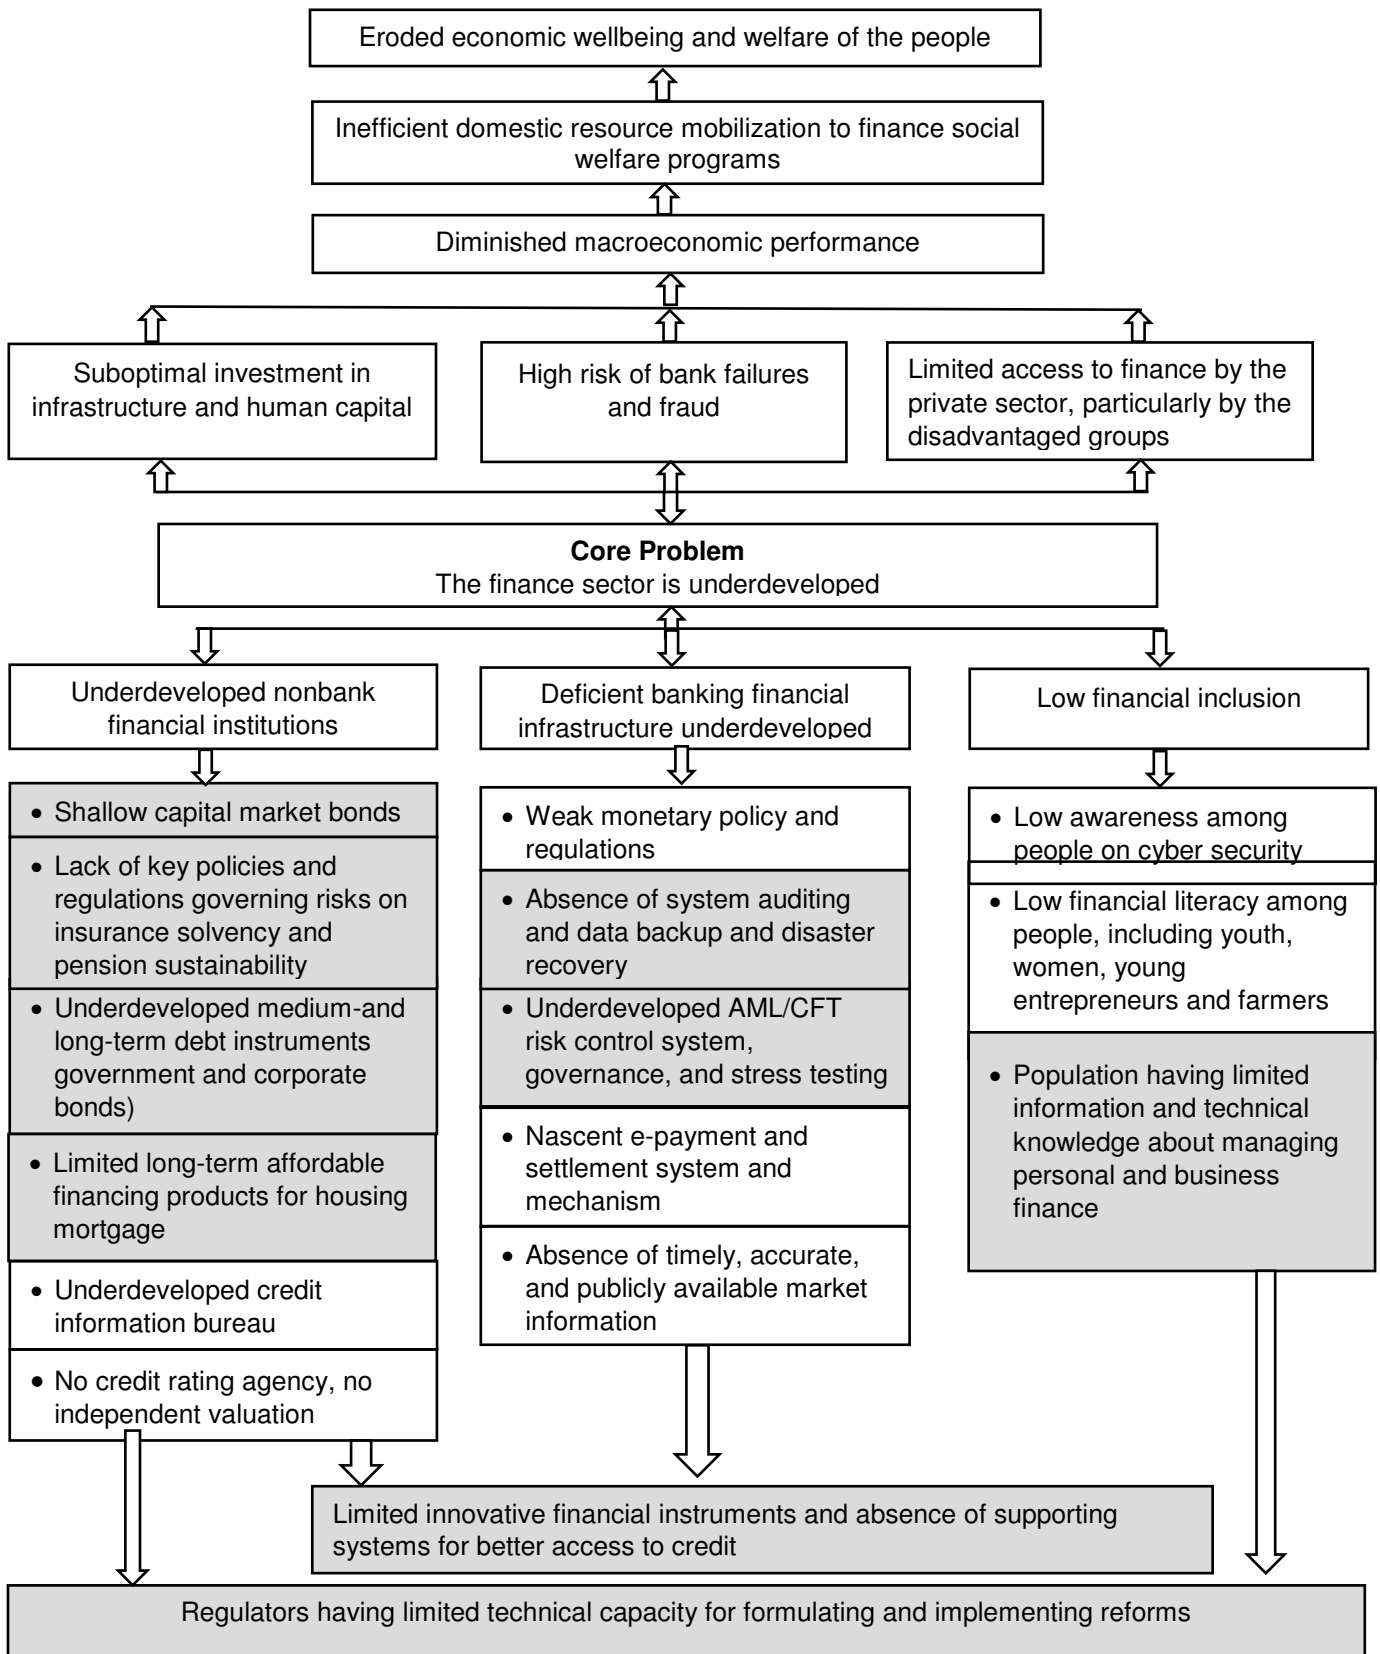 Eroded economic wellbeing and welfare of the people
Inefficient domestic resource mobilization to finance social
welfare programs
Diminished macroeconomic performance
Suboptimal investment in
infrastructure and human capital
High risk of bank failures
and fraud
Limited access to finance by the
private sector, particularly by the
disadvantaged groups
Core Problem
The finance sector is underdeveloped
Underdeveloped nonbank
financial institutions
Deficient banking financial
infrastructure underdeveloped
Low financial inclusion
• Shallow capital market bonds
• Lack of key policies and
regulations governing risks on
insurance solvency and
pension sustainability
• Underdeveloped medium-and
long-term debt instruments
government and corporate
bonds)
• Limited long-term affordable
financing products for housing
mortgage
• Underdeveloped credit
information bureau
• No credit rating agency, no
independent valuation
• Weak monetary policy and
regulations
• Absence of system auditing
and data backup and disaster
recovery
• Underdeveloped AML/CFT
risk control system,
governance, and stress testing
• Nascent e-payment and
settlement system and
mechanism
• Absence of timely, accurate,
and publicly available market
information
• Low awareness among
people on cyber security
• Low financial literacy among
people, including youth,
women, young
entrepreneurs and farmers
• Population having limited
information and technical
knowledge about managing
personal and business
finance
Limited innovative financial instruments and absence of supporting
systems for better access to credit
Regulators having limited technical capacity for formulating and implementing reforms